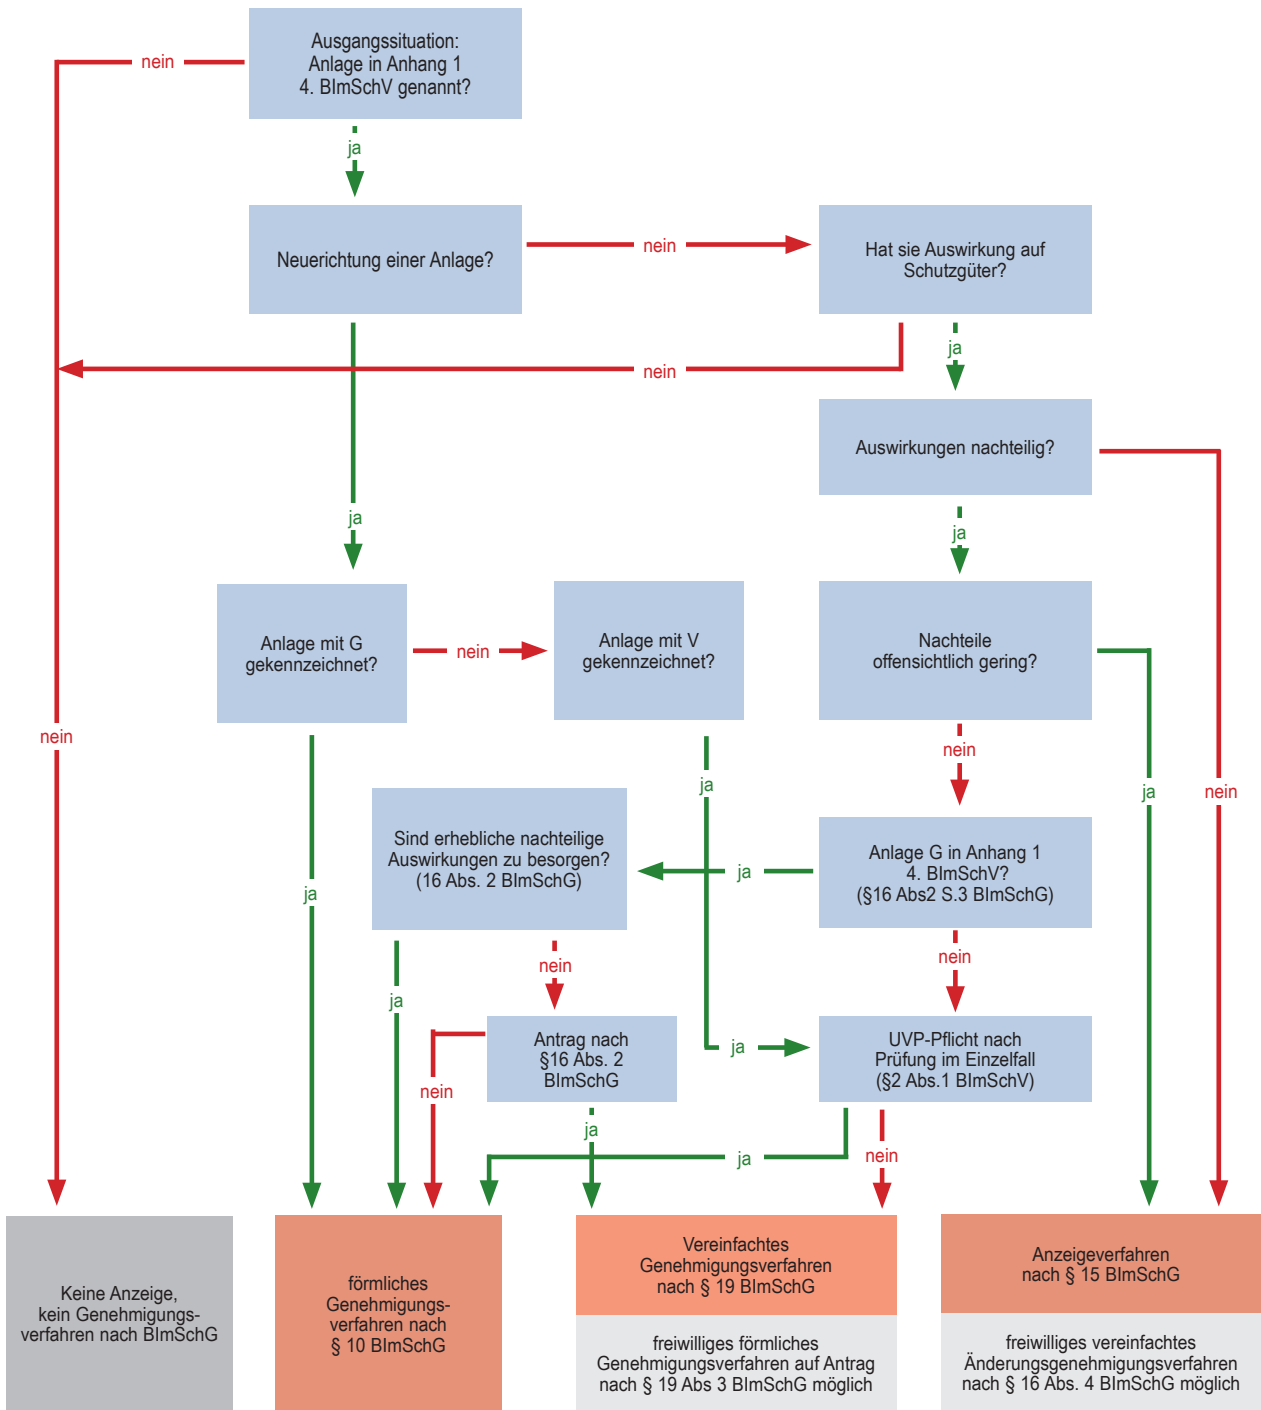 Ausgangssituation:
Anlage in Anhang 1
4. BImSchV genannt?
nein
ja
Neuerichtung einer Anlage?
nein
Hat sie Auswirkung auf
Schutzgüter?
ja
nein
Auswirkungen nachteilig?
ja
ja
Anlage mit G
gekennzeichnet?
nein
Anlage mit V
gekennzeichnet?
Nachteile
offensichtlich gering?
nein
nein
ja
ja
nein
Sind erhebliche nachteilige
Auswirkungen zu besorgen?
(16 Abs. 2 BImSchG)
ja
Anlage G in Anhang 1
4. BImSchV?
(§16 Abs2 S.3 BImSchG)
ja
nein
nein
ja
Antrag nach
§16 Abs. 2
BImSchG
ja
UVP-Pflicht nach
Prüfung im Einzelfall
(§2 Abs.1 BImSchV)
nein
ja
ja
nein
Keine Anzeige,
kein Genehmigungs-
verfahren nach BImSchG
förmliches
Genehmigungs-
verfahren nach
§ 10 BImSchG
Vereinfachtes
Genehmigungsverfahren
nach § 19 BImSchG
freiwilliges förmliches
Genehmigungsverfahren auf Antrag
nach § 19 Abs 3 BImSchG möglich
Anzeigeverfahren
nach § 15 BImSchG
freiwilliges vereinfachtes
Änderungsgenehmigungsverfahren
nach § 16 Abs. 4 BImSchG möglich